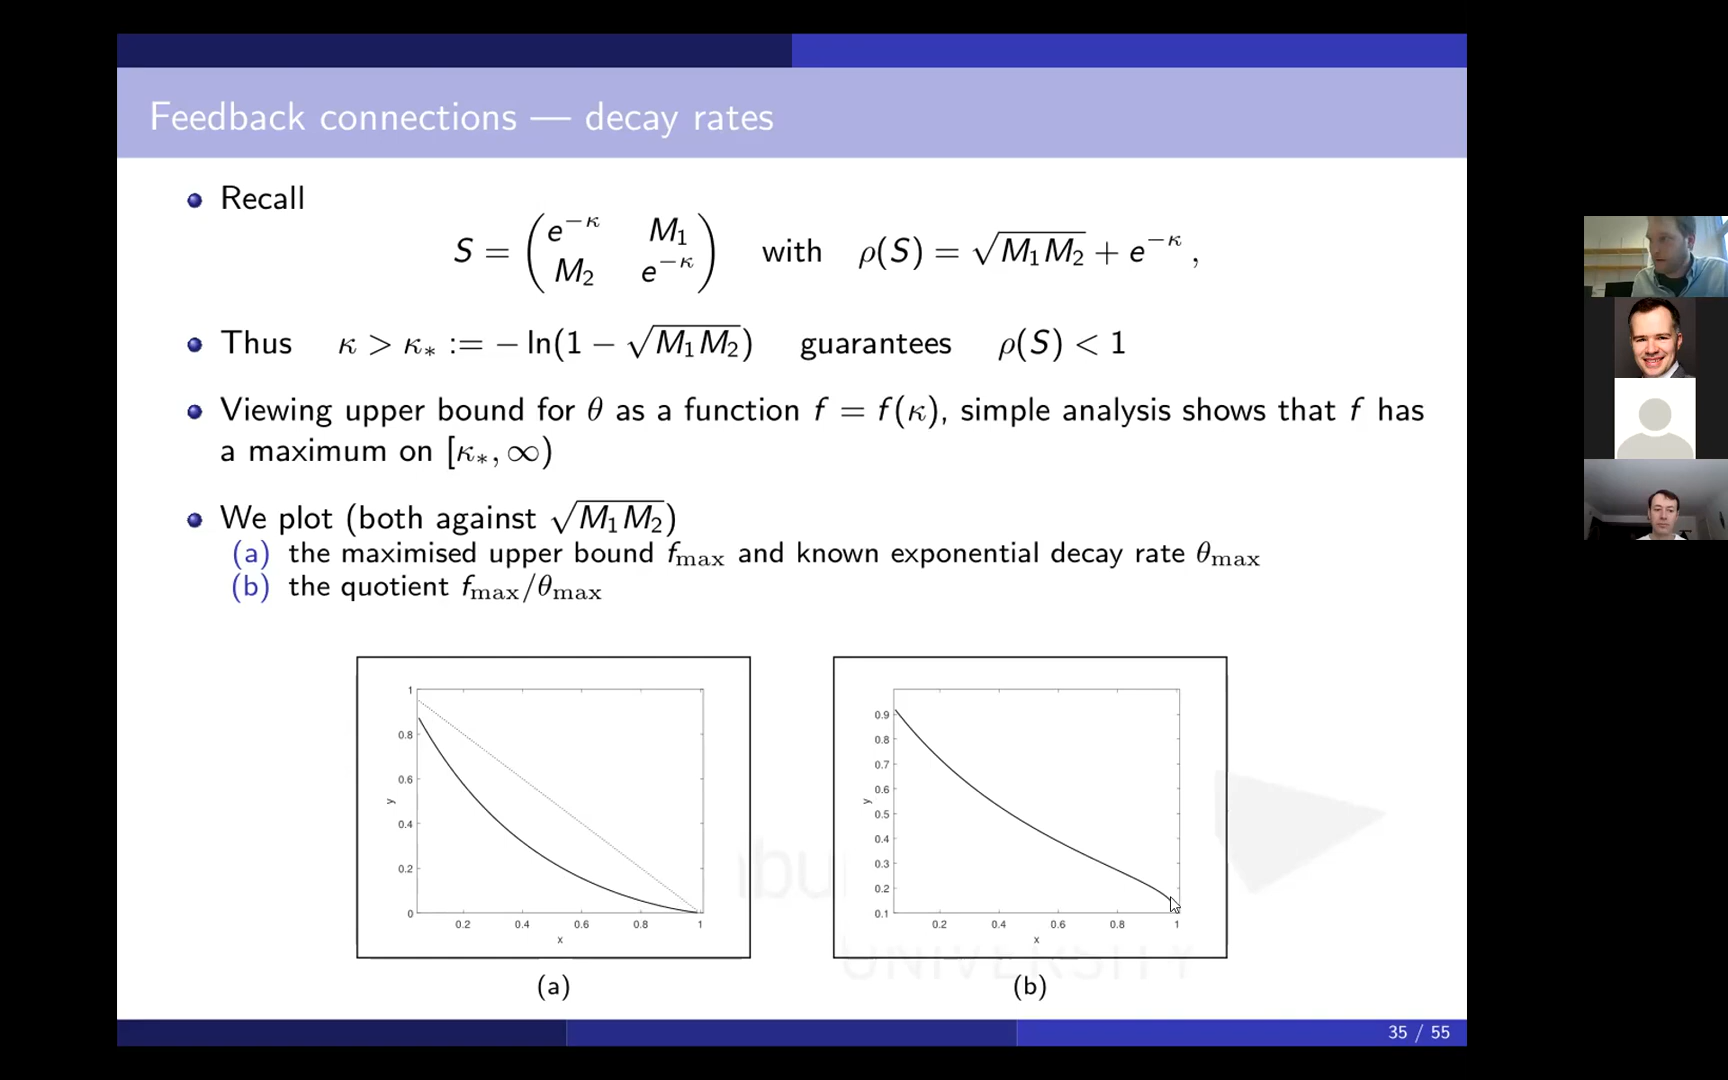 Feedback connections — decay rates
Recall
S = ( e^{−κ} M₁ ; M₂ e^{−κ} ) with ρ(S) = √(M₁M₂) + e^{−κ} ,
Thus κ > κ_* := − ln(1 − √(M₁M₂)) guarantees ρ(S) < 1
Viewing upper bound for θ as a function f = f(κ), simple analysis shows that f has
a maximum on [κ_*, ∞)
We plot (both against √(M₁M₂))
(a) the maximised upper bound f_max and known exponential decay rate θ_max
(b) the quotient f_max/θ_max
1
0.8
0.6
0.4
0.2
0
y
0.2 0.4 0.6 0.8 1
x
(a)
0.9
0.8
0.7
0.6
0.5
0.4
0.3
0.2
0.1
y
0.2 0.4 0.6 0.8 1
x
(b)
UNIVERSITY
35 / 55